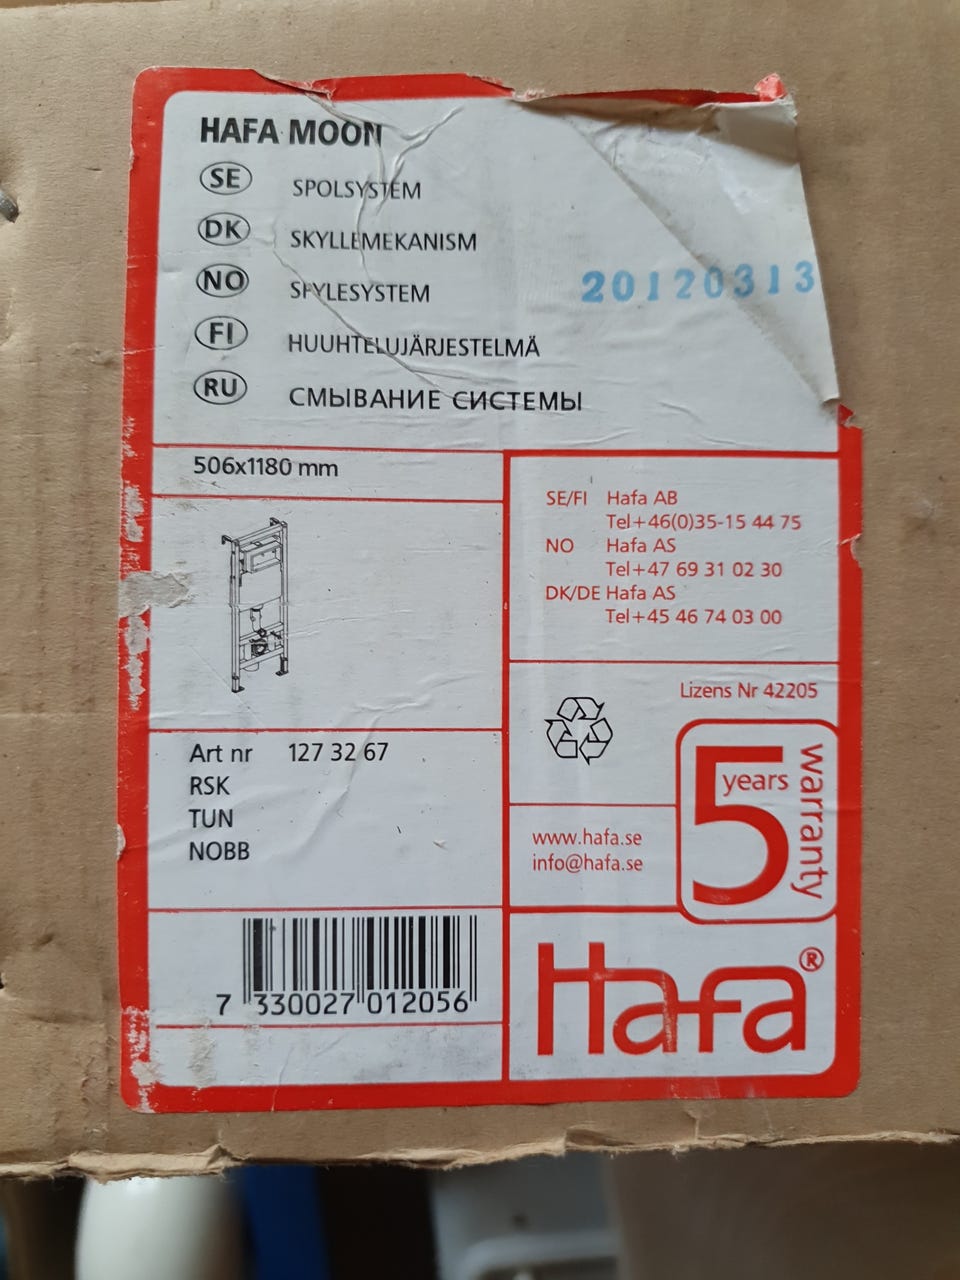 HAFA MOON
SE SPOLSYSTEM
DK SKYLLEMEKANISM
NO SPYLESYSTEM
FI HUUHTELUJÄRJESTELMÄ
RU СМЫВАНИЕ СИСТЕМЫ
20120313
506x1180 mm
SE/FI Hafa AB
Tel+46(0)35-15 44 75
NO Hafa AS
Tel+47 69 31 02 30
DK/DE Hafa AS
Tel+45 46 74 03 00
Lizens Nr 42205
Art nr 127 32 67
RSK
TUN
NOBB
5 years warranty
www.hafa.se
info@hafa.se
7 330027 012056
Hafa®